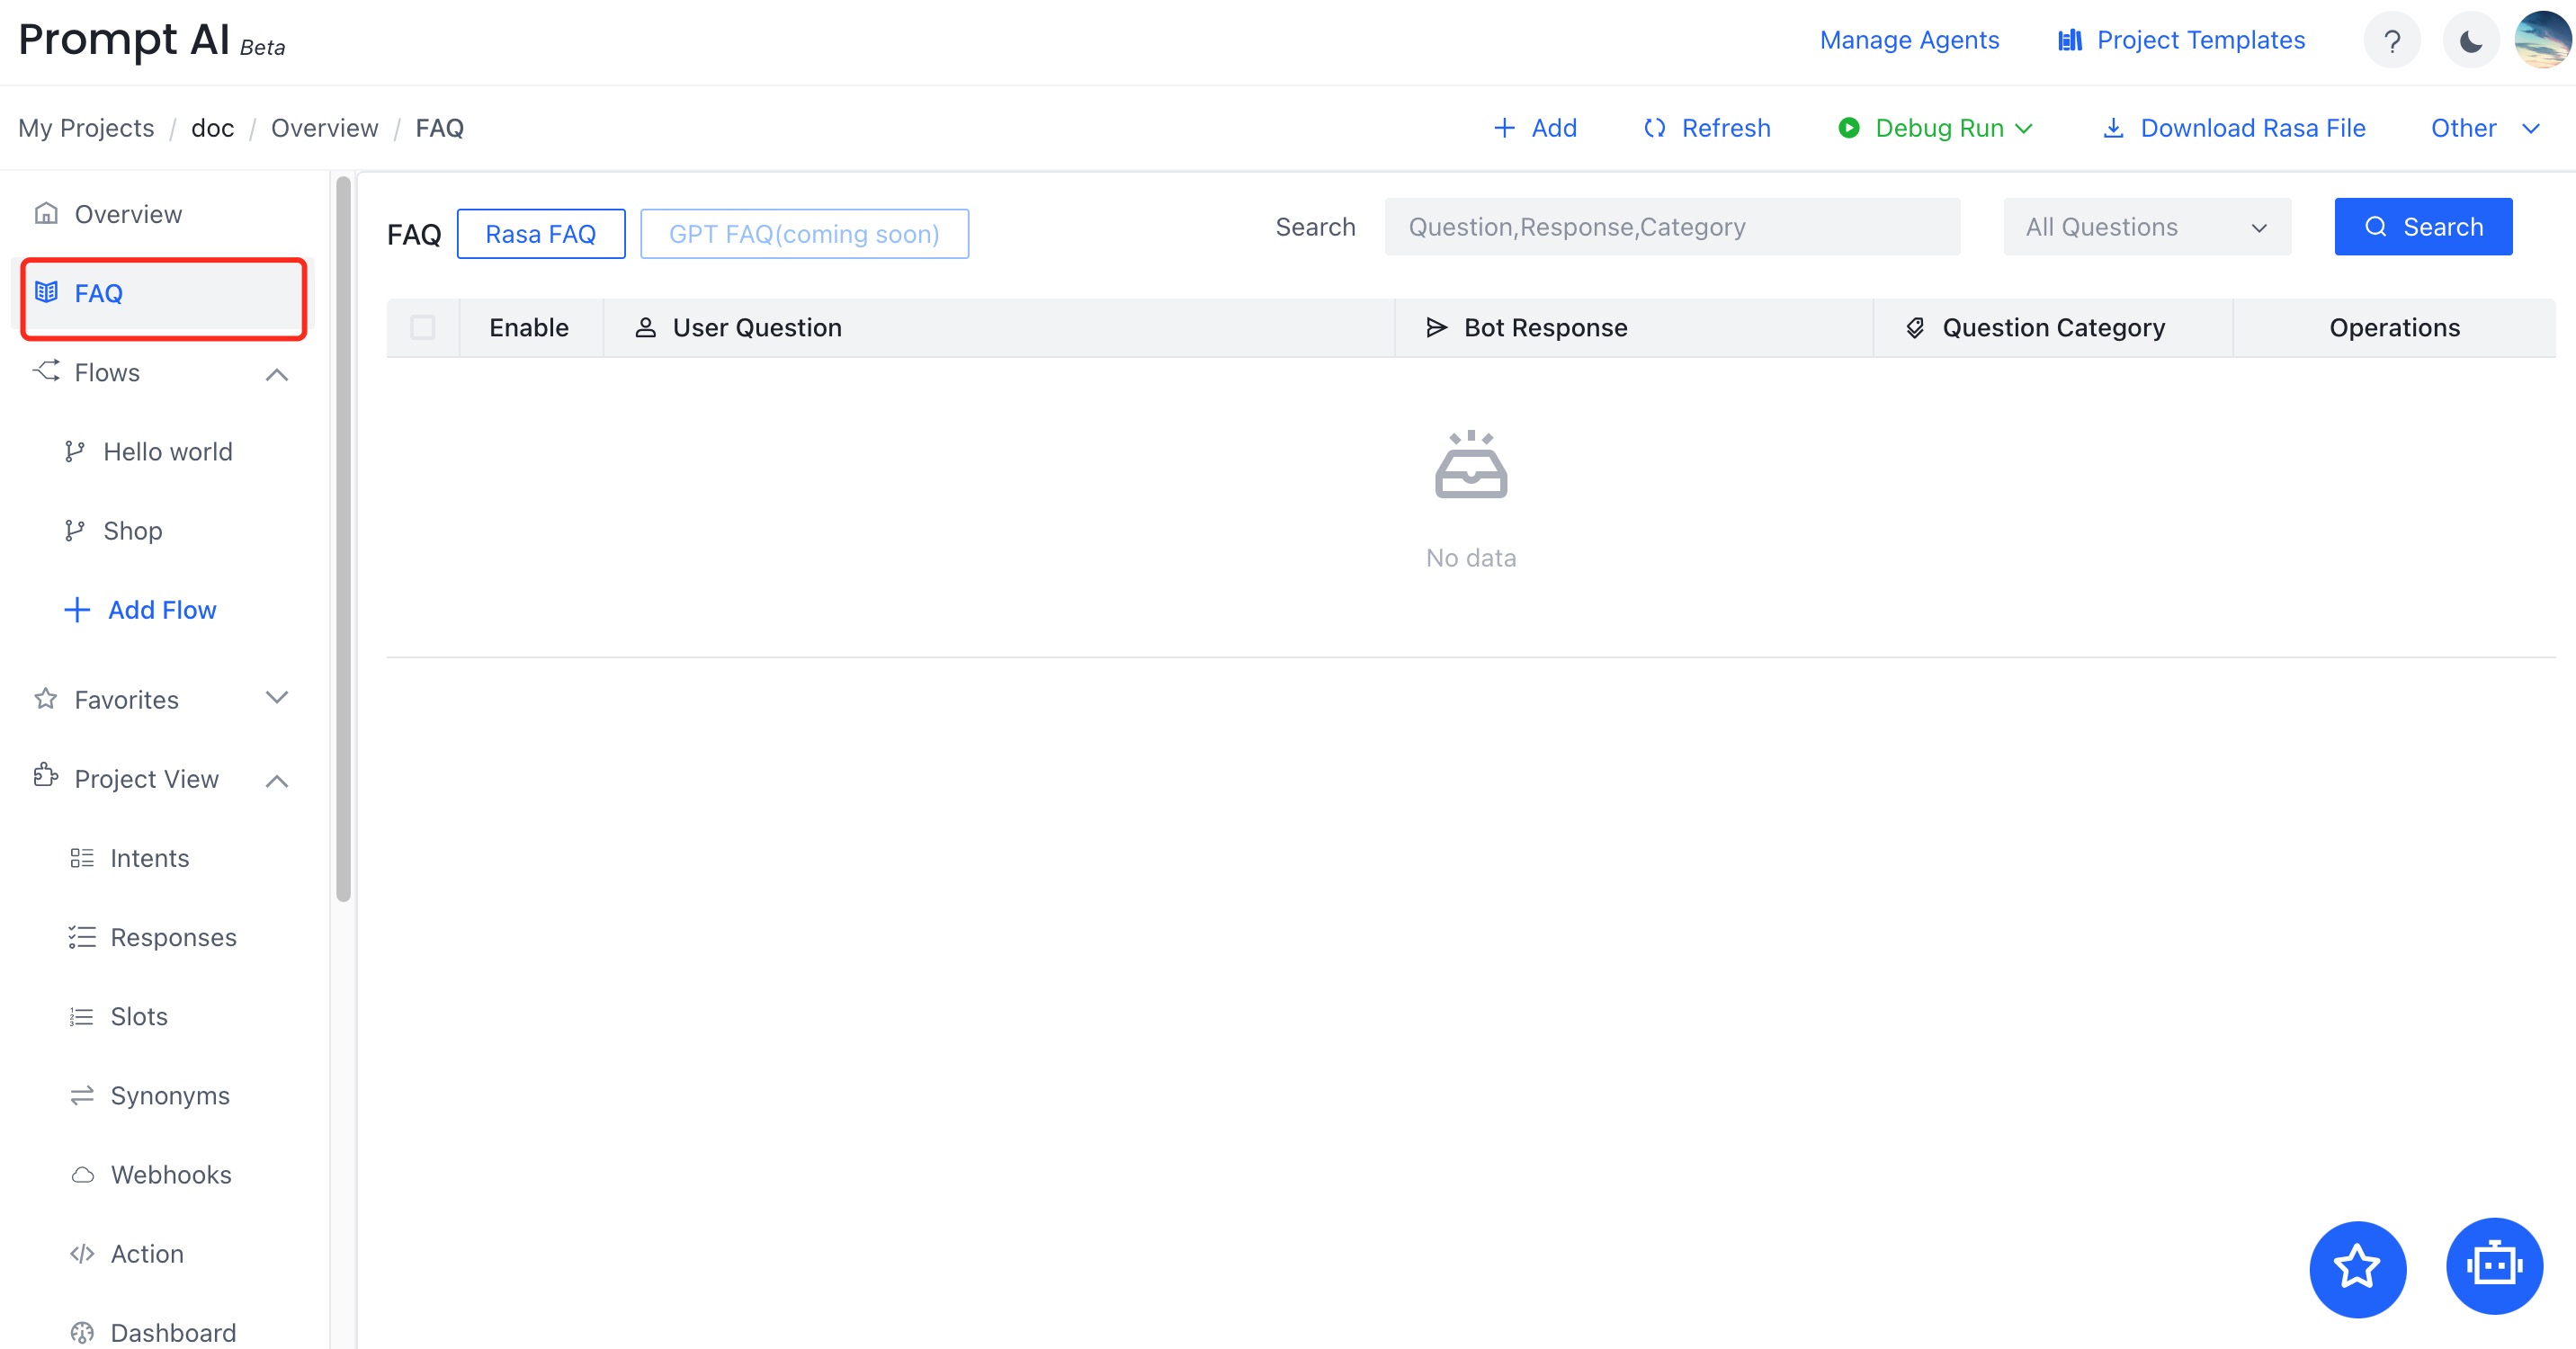 Prompt AI Beta
Manage Agents
Project Templates
?
My Projects / doc / Overview / FAQ
Add
Refresh
Debug Run
Download Rasa File
Other
Overview
FAQ
Flows
Hello world
Shop
Add Flow
Favorites
Project View
Intents
Responses
Slots
Synonyms
Webhooks
Action
Dashboard
FAQ
Rasa FAQ
GPT FAQ(coming soon)
Search
Question,Response,Category
All Questions
Search
Enable
User Question
Bot Response
Question Category
Operations
No data